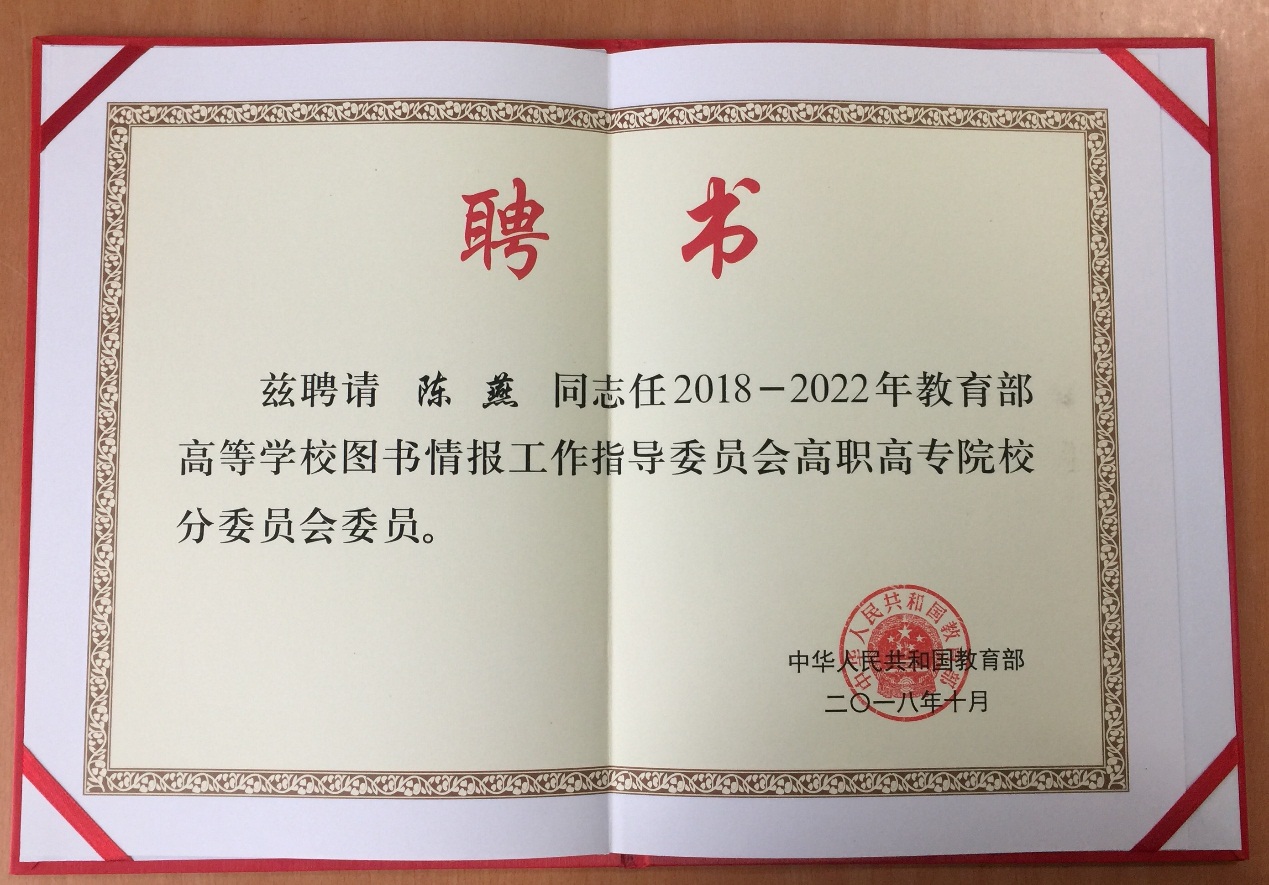 聘 书
兹聘请 陈 燕 同志任2018－2022年教育部
高等学校图书情报工作指导委员会高职高专院校
分委员会委员。
中华人民共和国教育部
中华人民共和国教育部
二〇一八年十月